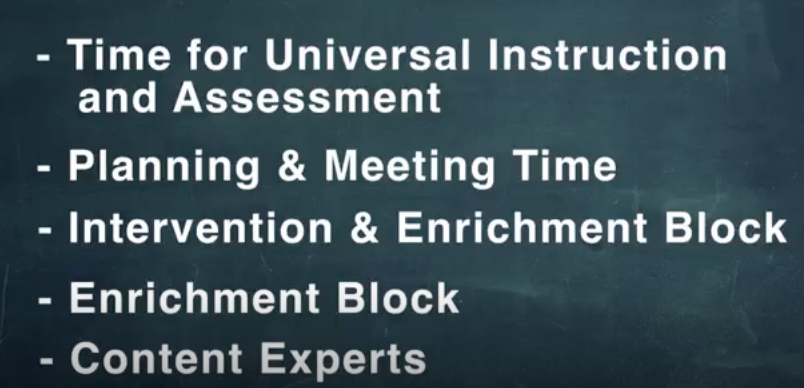 - Time for Universal Instruction
and Assessment
- Planning & Meeting Time
- Intervention & Enrichment Block
- Enrichment Block
- Content Experts